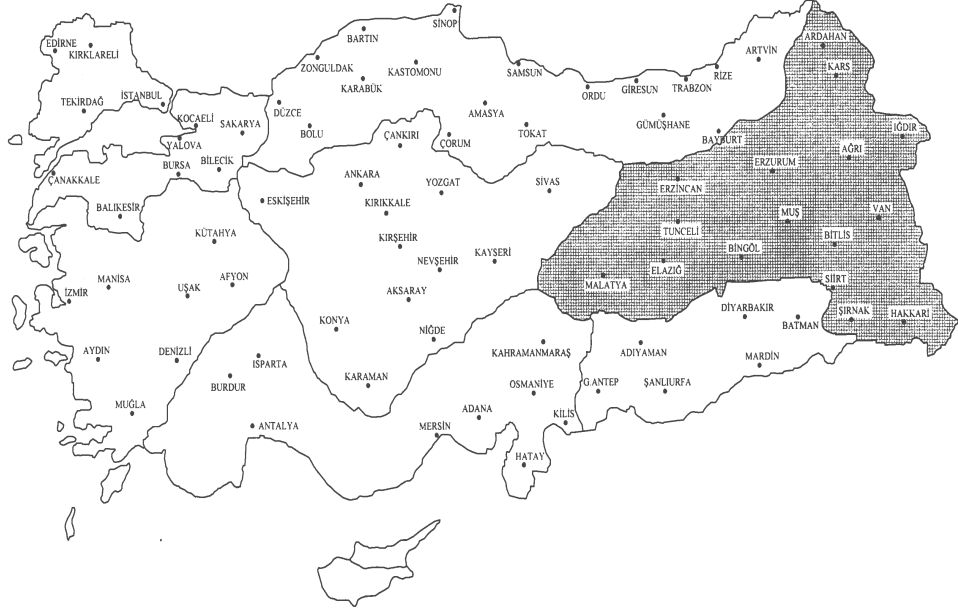 SİNOP
BARTIN
EDİRNE
KIRKLARELİ
ZONGULDAK
KASTOMONU
KARABÜK
SAMSUN
ORDU
GİRESUN
TRABZON
RİZE
ARTVİN
ARDAHAN
KARS
TEKİRDAĞ
İSTANBUL
KOCAELİ
SAKARYA
YALOVA
DÜZCE
BOLU
ÇANKIRI
ÇORUM
AMASYA
TOKAT
GÜMÜŞHANE
BAYBURT
IĞDIR
AĞRI
ÇANAKKALE
BURSA
BİLECİK
BALIKESİR
ESKİŞEHİR
ANKARA
KIRIKKALE
YOZGAT
SİVAS
ERZİNCAN
ERZURUM
KÜTAHYA
KIRŞEHİR
NEVŞEHİR
KAYSERİ
TUNCELİ
MUŞ
VAN
BİNGÖL
BİTLİS
İZMİR
MANİSA
UŞAK
AFYON
AKSARAY
MALATYA
ELAZIĞ
SİİRT
KONYA
NİĞDE
DİYARBAKIR
BATMAN
ŞIRNAK
HAKKARİ
AYDIN
DENİZLİ
ISPARTA
BURDUR
KARAMAN
KAHRAMANMARAŞ
ADIYAMAN
MARDİN
OSMANİYE
G.ANTEP
ŞANLIURFA
MUĞLA
ANTALYA
MERSİN
ADANA
KİLİS
HATAY